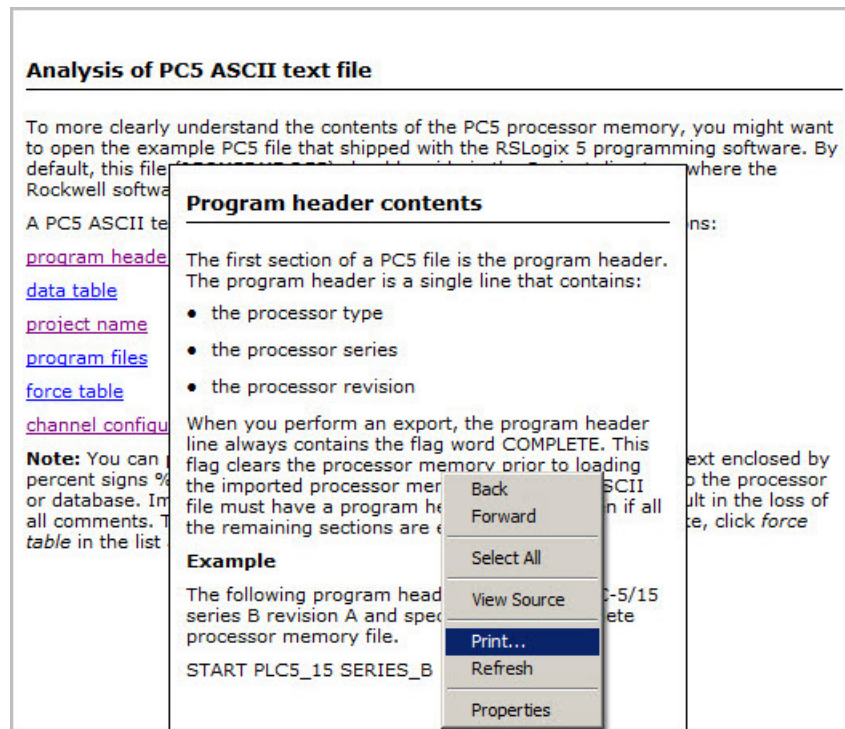 Analysis of PC5 ASCII text file
To more clearly understand the contents of the PC5 processor memory, you might want
to open the example PC5 file that shipped with the RSLogix 5 programming software. By
default, this file
where the
Rockwell softwa
A PC5 ASCII te
ns:
program heade
data table
project name
program files
force table
channel configu
Note: You can
ext enclosed by
percent signs %
o the processor
or database. Im
ult in the loss of
all comments. T
te, click force
table in the list
Program header contents
The first section of a PC5 file is the program header.
The program header is a single line that contains:
• the processor type
• the processor series
• the processor revision
When you perform an export, the program header
line always contains the flag word COMPLETE. This
flag clears the processor memory prior to loading
the imported processor mem
SCII
file must have a program he
n if all
the remaining sections are e
Example
The following program head
C-5/15
series B revision A and spec
ete
processor memory file.
START PLC5_15 SERIES_B
Back
Forward
Select All
View Source
Print...
Refresh
Properties